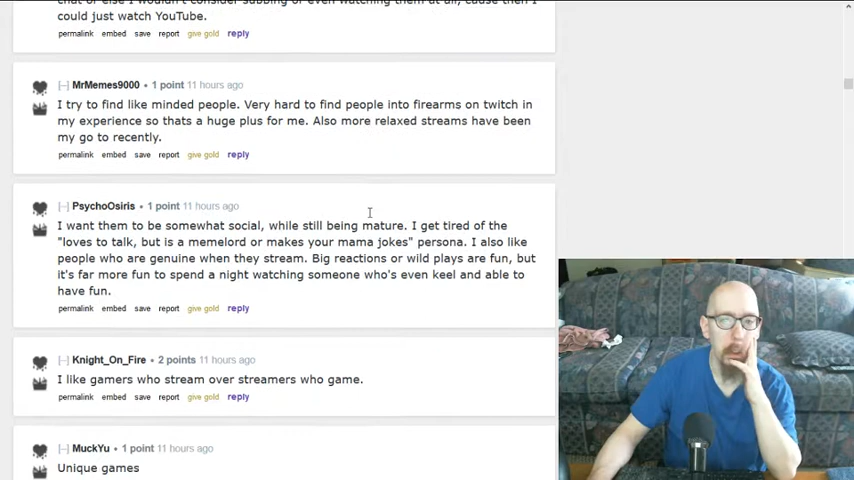 chat or else I wouldn't consider subbing or even watching them at all, cause then I
could just watch YouTube.
permalink embed save report give gold reply
[–] MrMemes9000 • 1 point 11 hours ago
I try to find like minded people. Very hard to find people into firearms on twitch in
my experience so thats a huge plus for me. Also more relaxed streams have been
my go to recently.
permalink embed save report give gold reply
[–] PsychoOsiris • 1 point 11 hours ago
I want them to be somewhat social, while still being mature. I get tired of the
"loves to talk, but is a memelord or makes your mama jokes" persona. I also like
people who are genuine when they stream. Big reactions or wild plays are fun, but
it's far more fun to spend a night watching someone who's even keel and able to
have fun.
permalink embed save report give gold reply
[–] Knight_On_Fire • 2 points 11 hours ago
I like gamers who stream over streamers who game.
permalink embed save report give gold reply
[–] MuckYu • 1 point 11 hours ago
Unique games